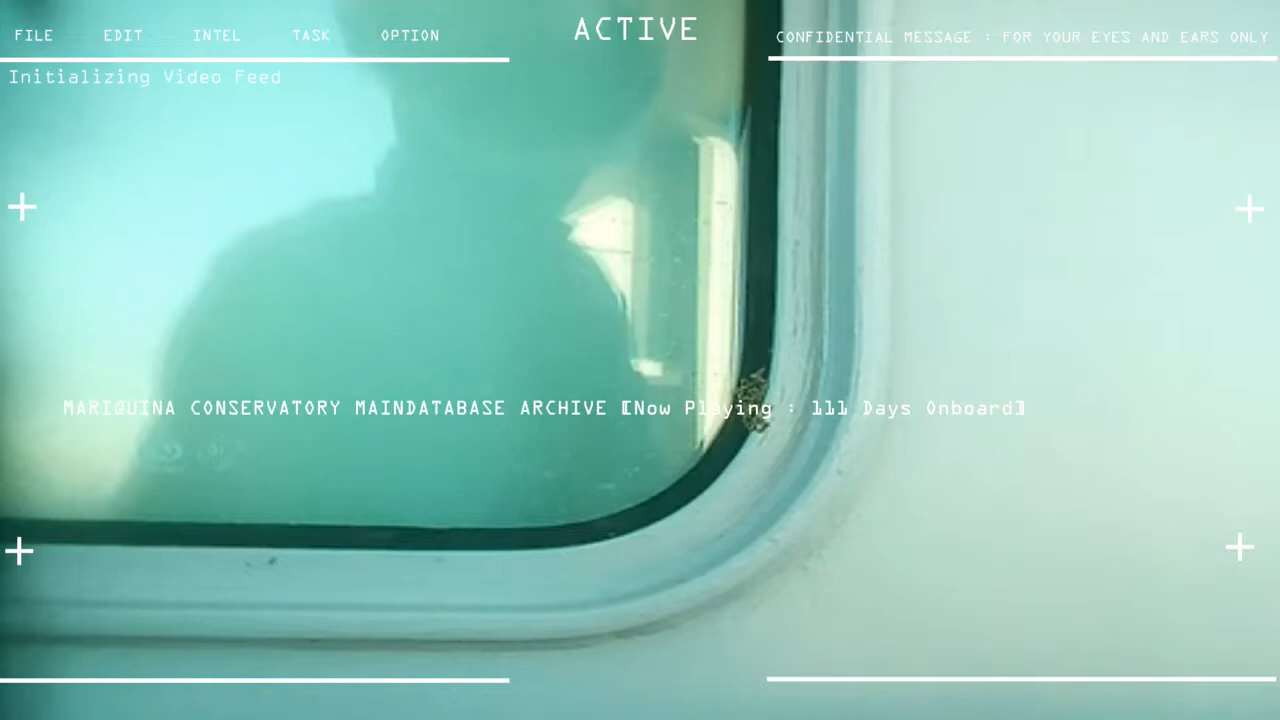 FILE EDIT INTEL TASK OPTION
ACTIVE
CONFIDENTIAL MESSAGE : FOR YOUR EYES AND EARS ONLY
Initializing Video Feed
MARIQUINA CONSERVATORY MAINDATABASE ARCHIVE [Now Playing : 111 Days Onboard]